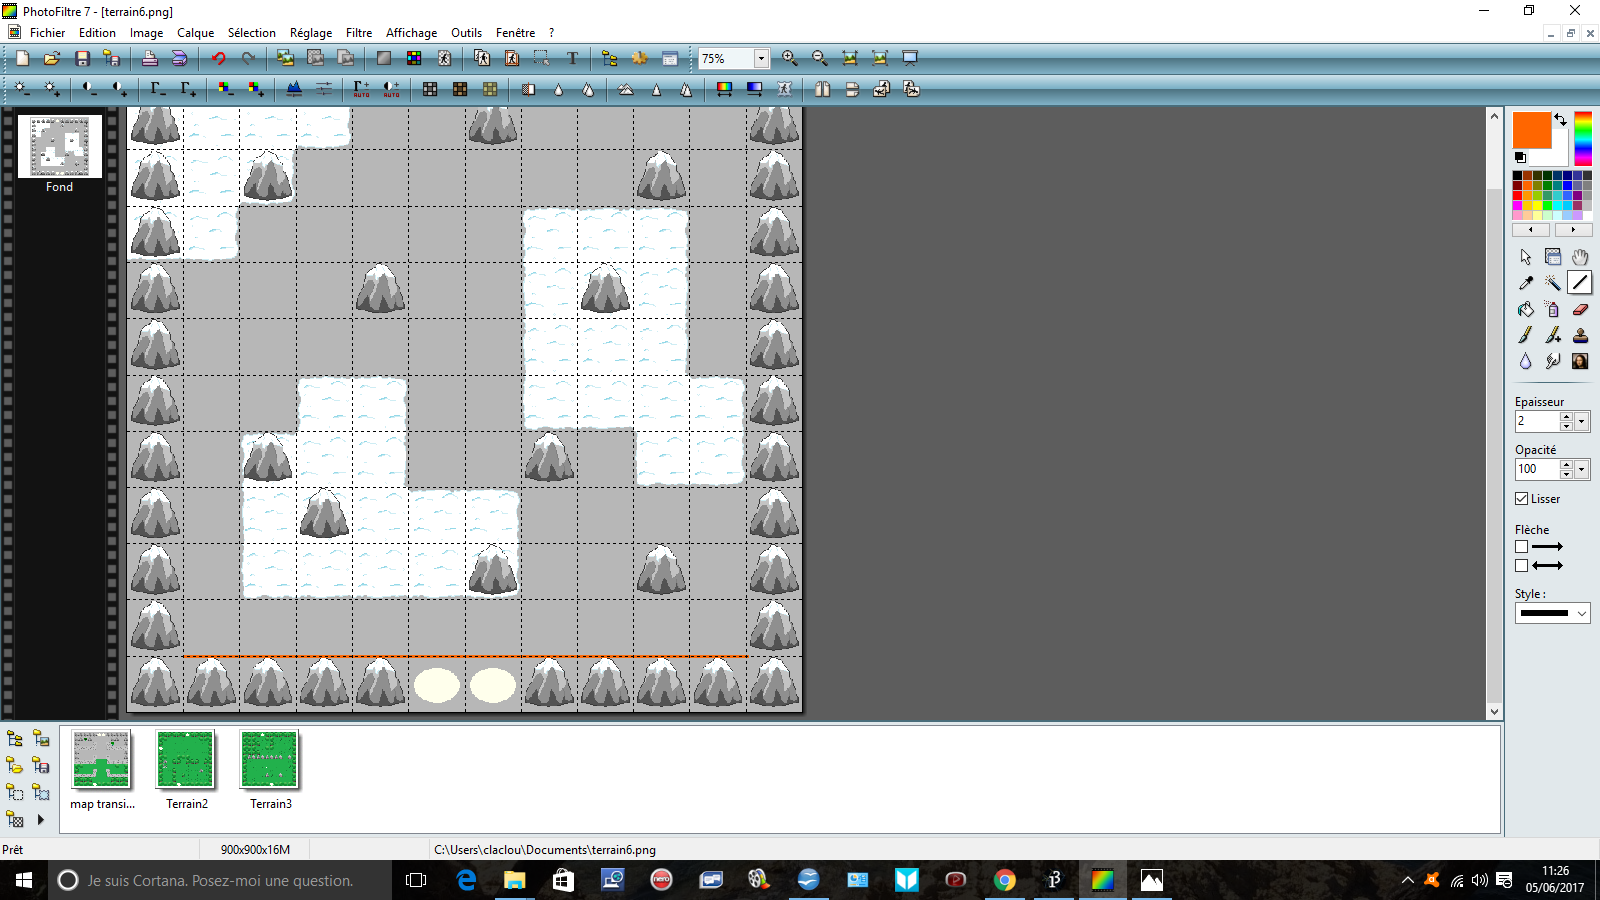 PhotoFiltre 7 - [terrain6.png]
Fichier Edition Image Calque Sélection Réglage Filtre Affichage Outils Fenêtre ?
75%
AUTO AUTO
Fond
Epaisseur
2
Opacité
100
Lisser
Flèche
Style :
map transi... Terrain2 Terrain3
Prêt 900x900x16M C:\Users\claclou\Documents\terrain6.png
Je suis Cortana. Posez-moi une question.
11:26
05/06/2017